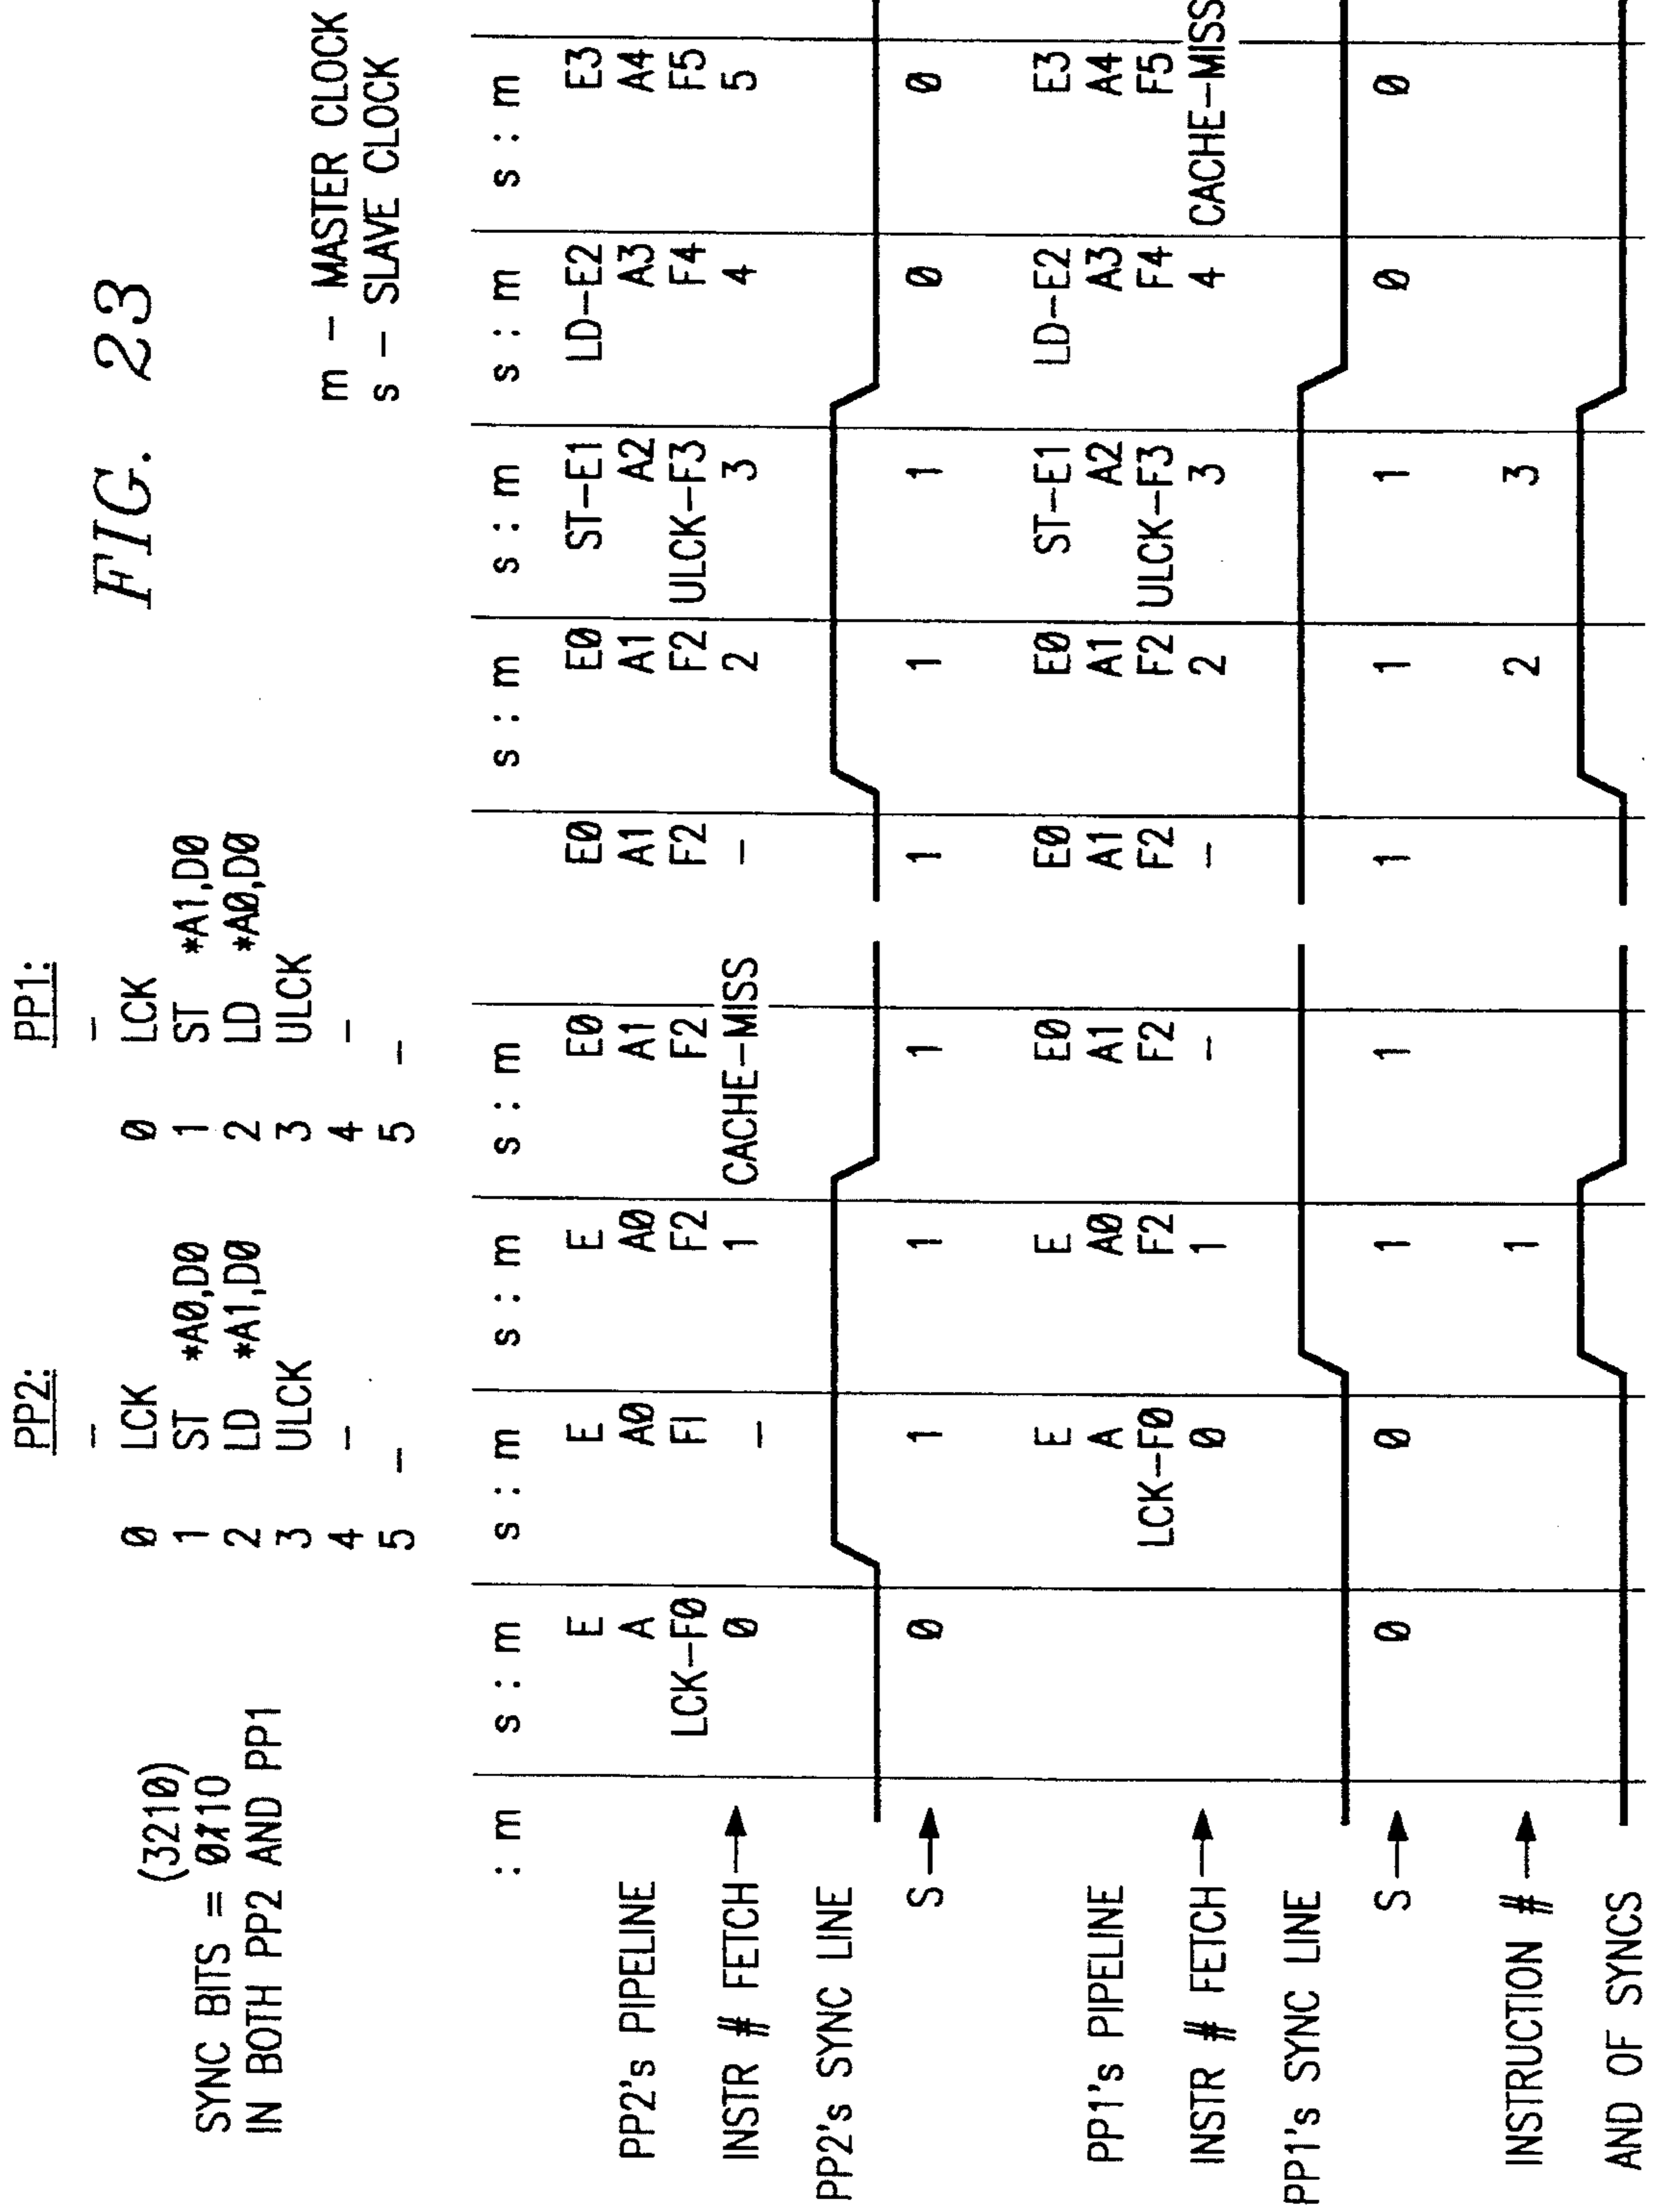 FIG. 23
PP2:
–
0 LCK
1 ST *A0,D0
2 LD *A1,D0
3 ULCK
4 –
5 –
PP1:
–
0 LCK
1 ST *A1,D0
2 LD *A0,D0
3 ULCK
4 –
5 –
(3210)
SYNC BITS = 0110
IN BOTH PP2 AND PP1
m – MASTER CLOCK
s – SLAVE CLOCK
: m s : m s : m s : m s : m s : m s : m s : m s : m
E E E E0 E0 E0 ST–E1 LD–E2 E3
PP2's PIPELINE A A0 A0 A1 A1 A1 A2 A3 A4
LCK–F0 FI F2 F2 F2 F2 ULCK–F3 F4 F5
INSTR # FETCH 0 – 1 CACHE–MISS – 2 3 4 5
PP2's SYNC LINE
S 0 1 1 1 1 1 1 0 0
E E E0 E0 E0 ST–E1 LD–E2 E3
PP1's PIPELINE A A0 A1 A1 A1 A2 A3 A4
LCK–F0 F2 F2 F2 F2 ULCK–F3 F4 F5
INSTR # FETCH 0 1 – – 2 3 4 CACHE–MISS
PP1's SYNC LINE
S 0 0 1 1 1 1 1 0 0
INSTRUCTION # 1 2 3
AND OF SYNCS